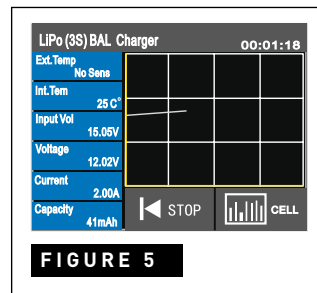 LiPo (3S) BAL Charger 00:01:18
Ext.Temp
No Sens
Int.Tem
25 C°
Input Vol
15.05V
Voltage
12.02V
Current
2.00A
Capacity
41mAh
STOP
CELL
FIGURE 5